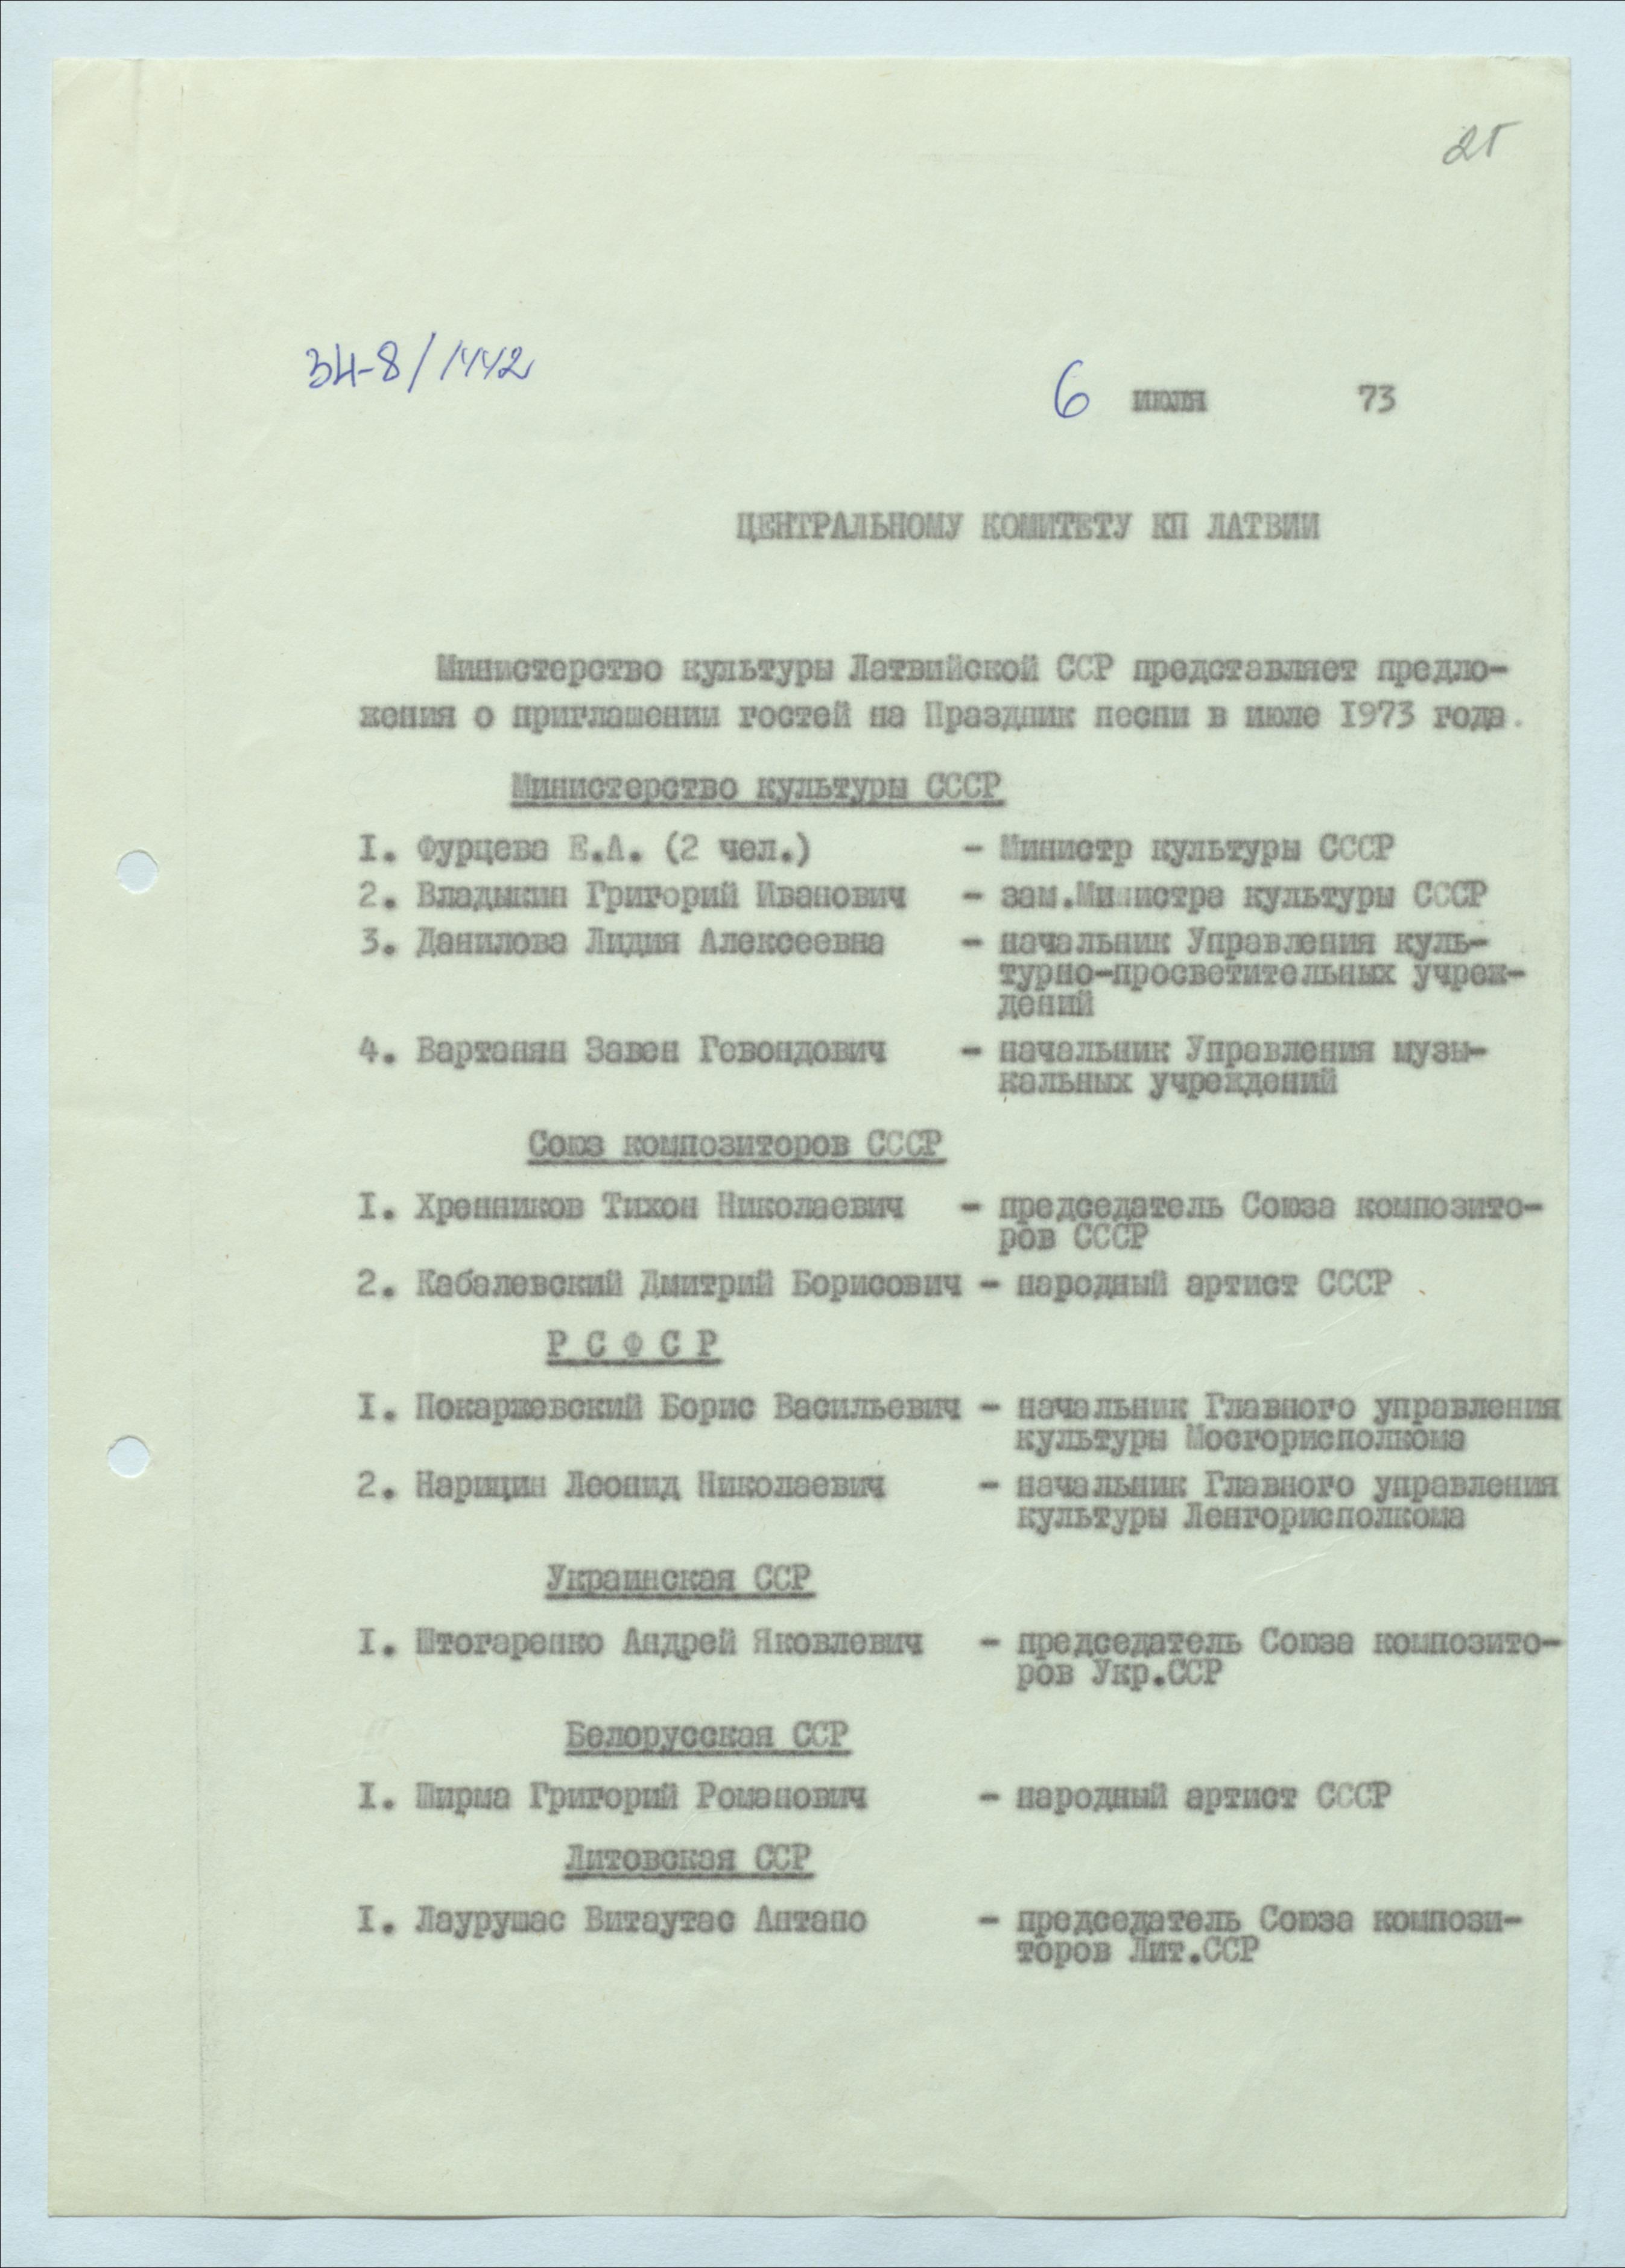 25
34-8/1442
6 июля 73
ЦЕНТРАЛЬНОМУ КОМИТЕТУ КП ЛАТВИИ
Министерство культуры Латвийской ССР представляет предло-
жения о приглашении гостей на Праздник песни в июле 1973 года.
Министерство культуры СССР
1. Фурцева Е.А. (2 чел.) - Министр культуры СССР
2. Владыкин Григорий Иванович - зам.Министра культуры СССР
3. Данилова Лидия Алексеевна - начальник Управления куль-
турно-просветительных учреж-
дений
4. Вартанян Завен Гевондович - начальник Управления музы-
кальных учреждений
Союз композиторов СССР
1. Хренников Тихон Николаевич - председатель Союза композито-
ров СССР
2. Кабалевский Дмитрий Борисович - народный артист СССР
Р С Ф С Р
1. Покаржевский Борис Васильевич - начальник Главного управления
культуры Мосгорисполкома
2. Нарицин Леонид Николаевич - начальник Главного управления
культуры Ленгорисполкома
Украинская ССР
1. Штогаренко Андрей Яковлевич - председатель Союза композито-
ров Укр.ССР
Белорусская ССР
1. Ширма Григорий Романович - народный артист СССР
Литовская ССР
1. Лаурушас Витаутас Антано - председатель Союза компози-
торов Лит.ССР